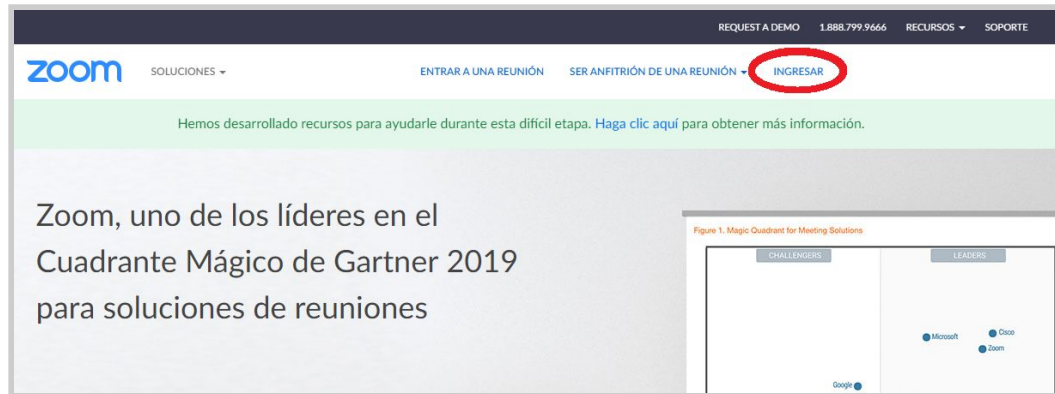 REQUEST A DEMO 1.888.799.9666 RECURSOS SOPORTE
zoom SOLUCIONES ENTRAR A UNA REUNIÓN SER ANFITRIÓN DE UNA REUNIÓN INGRESAR
Hemos desarrollado recursos para ayudarle durante esta difícil etapa. Haga clic aquí para obtener más información.
Zoom, uno de los líderes en el
Cuadrante Mágico de Gartner 2019
para soluciones de reuniones
Figure 1. Magic Quadrant for Meeting Solutions
CHALLENGERS LEADERS
Microsoft Cisco
Zoom
Google